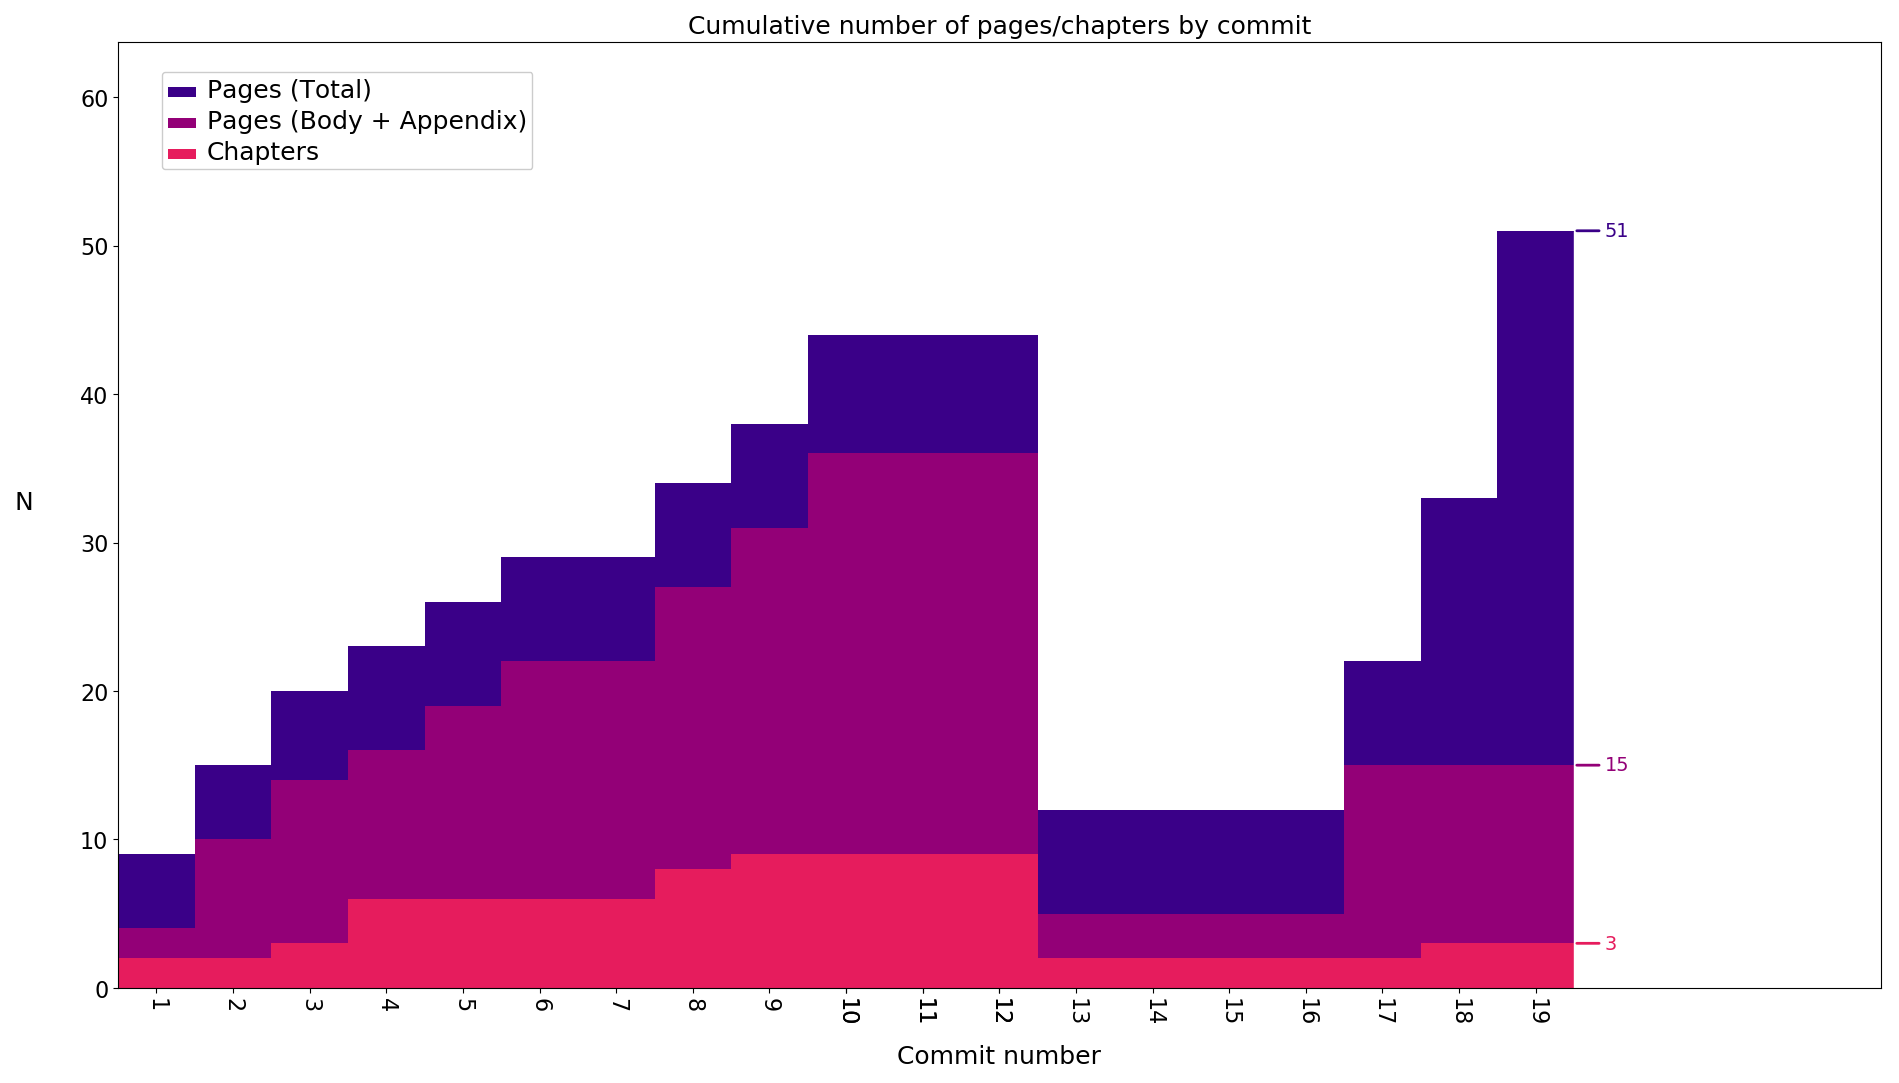 Cumulative number of pages/chapters by commit
Pages (Total)
Pages (Body + Appendix)
Chapters
60
50
40
30
20
10
0
N
51
15
3
1 2 3 4 5 6 7 8 9 10 11 12 13 14 15 16 17 18 19
Commit number